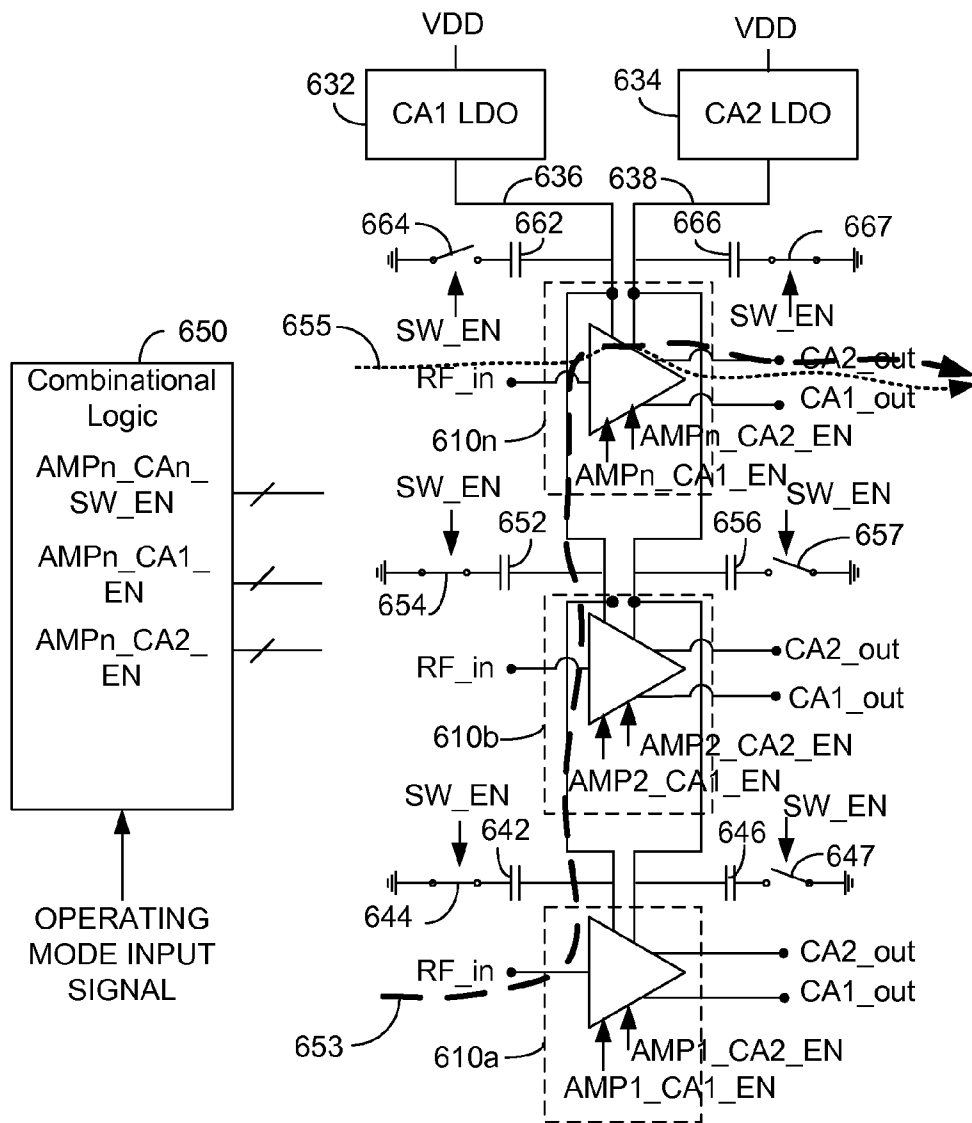 VDD
VDD
632
CA1 LDO
634
CA2 LDO
636
638
664
662
666
667
SW_EN
SW_EN
650
655
Combinational
Logic
AMPn_CAn_
SW_EN
AMPn_CA1_
EN
AMPn_CA2_
EN
OPERATING
MODE INPUT
SIGNAL
RF_in
CA2_out
CA1_out
610n
AMPn_CA2_EN
AMPn_CA1_EN
SW_EN
SW_EN
652
656
654
657
RF_in
CA2_out
CA1_out
610b
AMP2_CA2_EN
AMP2_CA1_EN
SW_EN
SW_EN
642
646
644
647
RF_in
CA2_out
CA1_out
653
610a
AMP1_CA2_EN
AMP1_CA1_EN